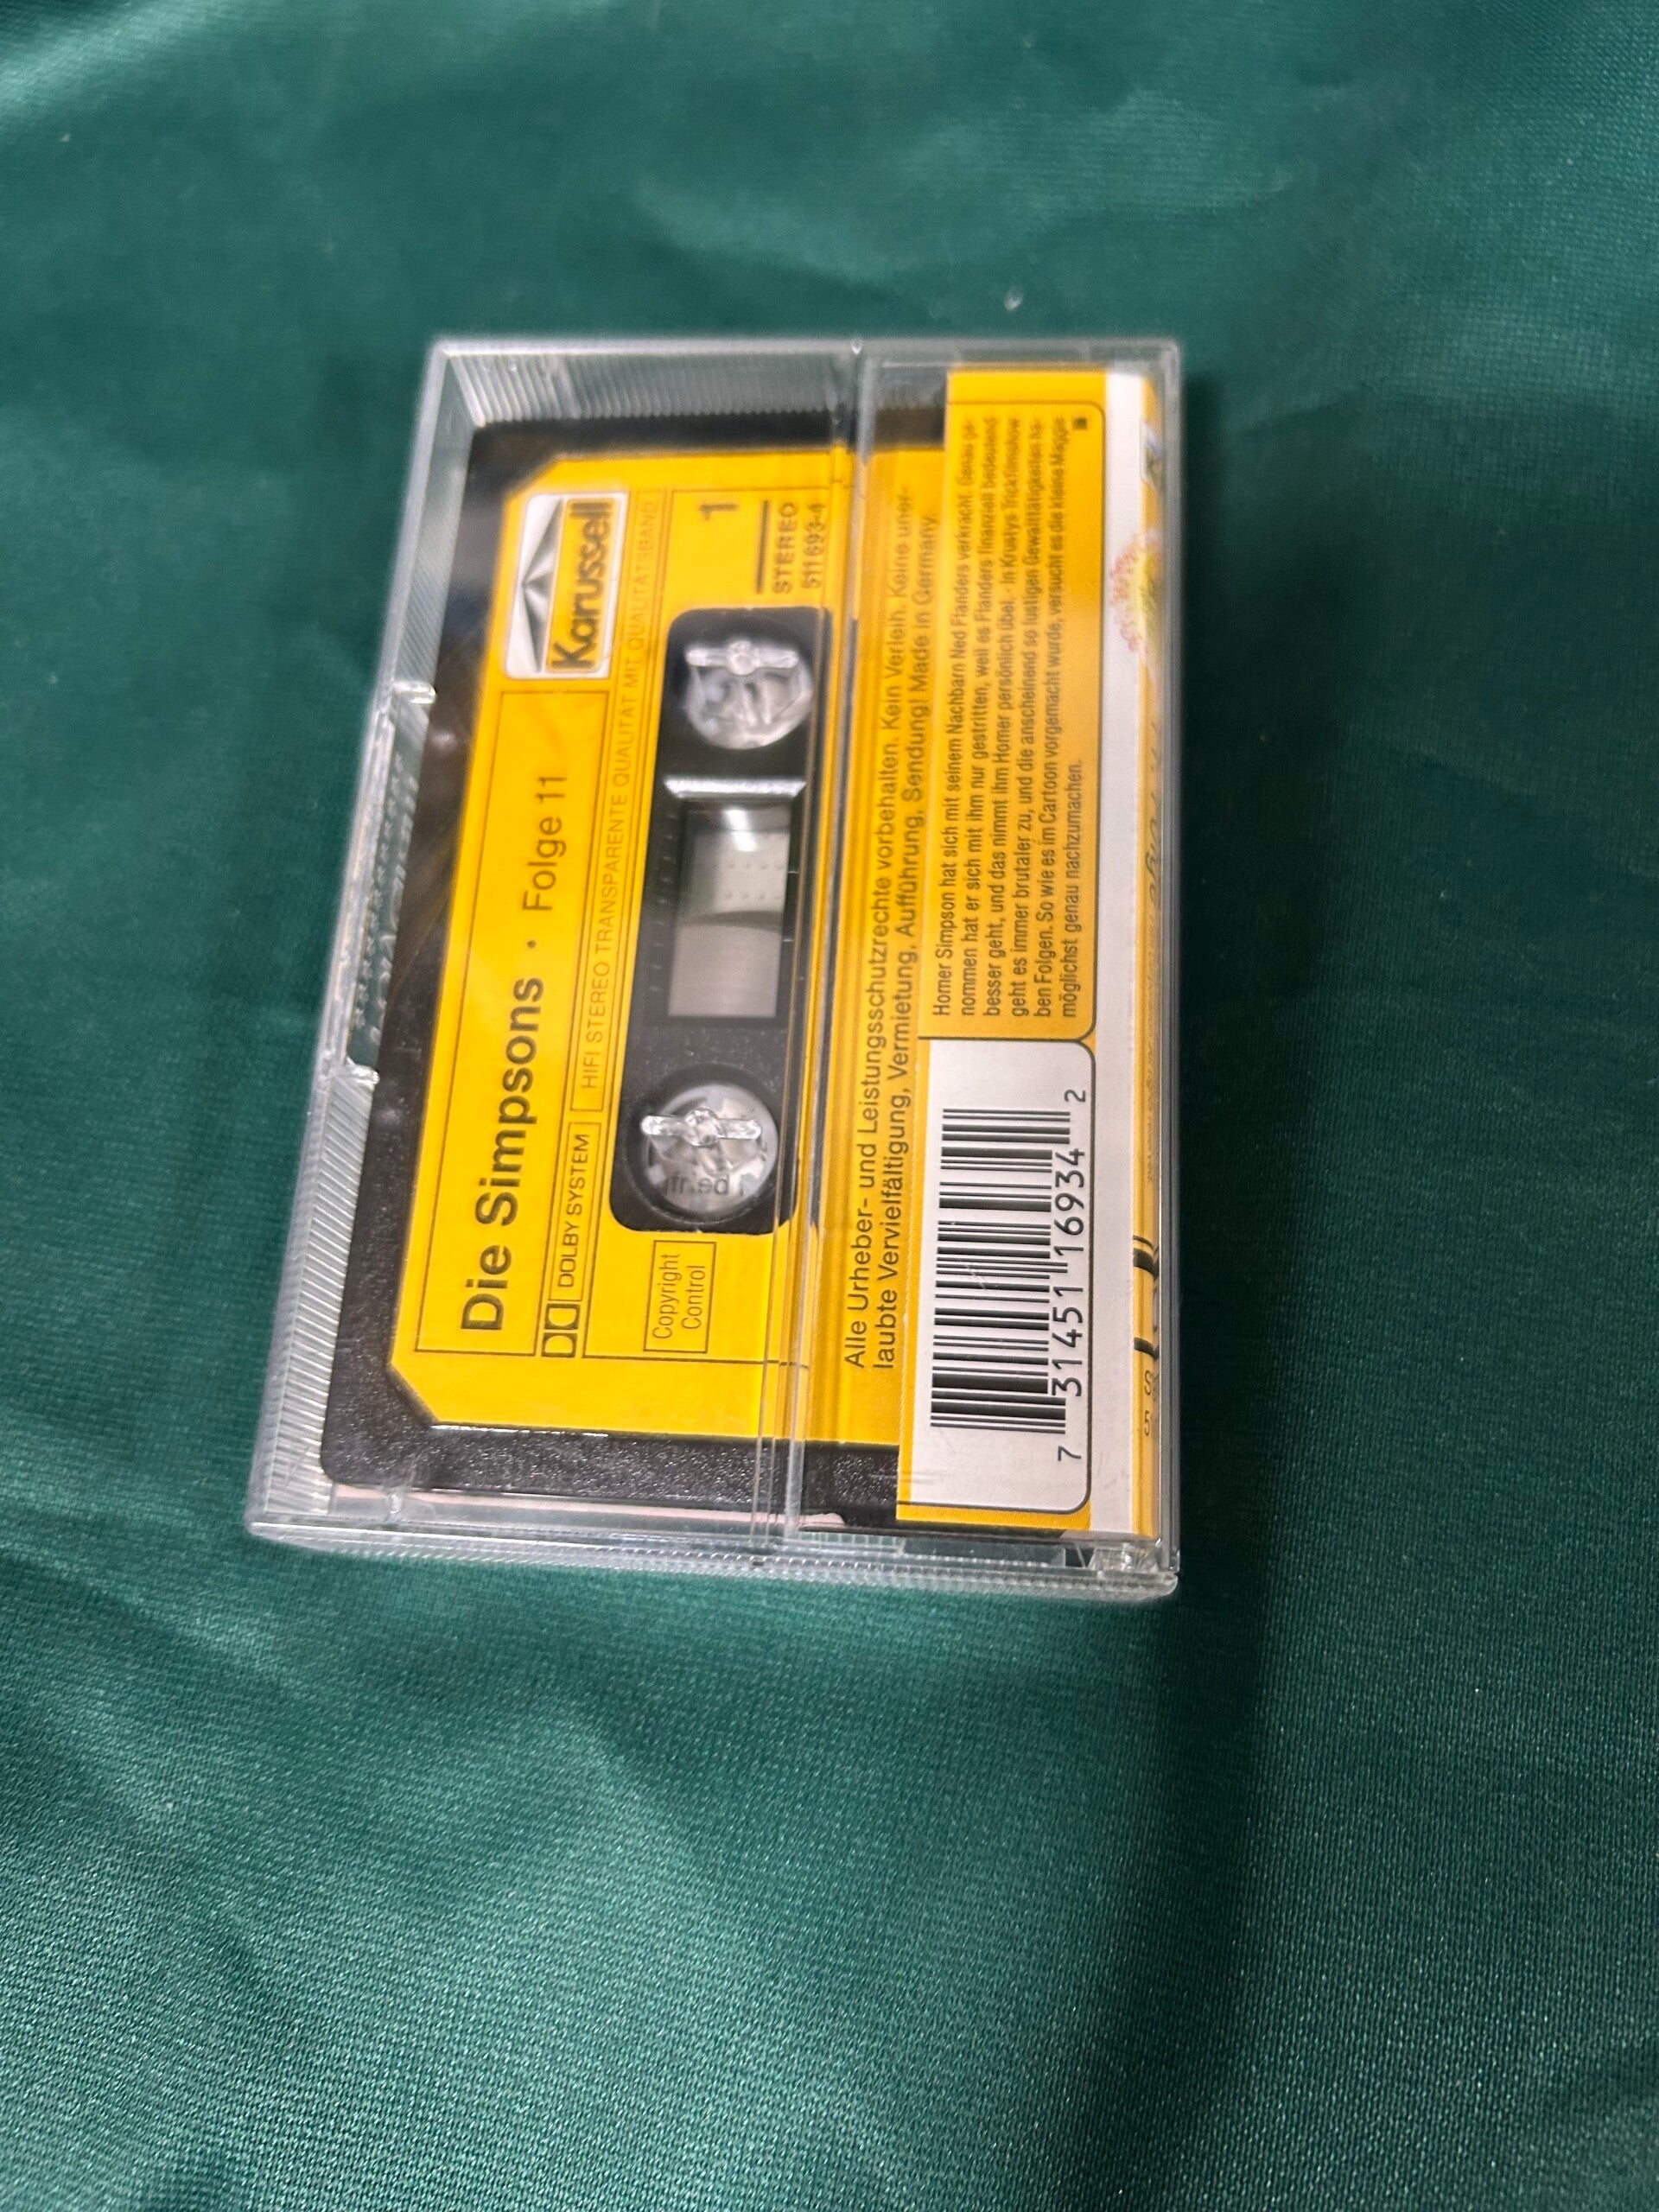 Karussell
Die Simpsons · Folge 11
DOLBY SYSTEM
HIFI STEREO TRANSPARENTE QUALITÄT MIT QUALITÄTSBAND
Copyright
Control
1
STEREO
511 693-4
Alle Urheber- und Leistungsschutzrechte vorbehalten. Kein Verleih. Keine uner-
laubte Vervielfältigung, Vermietung, Aufführung, Sendung! Made in Germany
Homer Simpson hat sich mit seinem Nachbarn Ned Flanders verkracht. Genau ge-
nommen hat er sich mit ihm nur gestritten, weil es Flanders finanziell bedeutend
besser geht, und das nimmt ihm Homer persönlich übel. - In Krustys Trickfilmshow
geht es immer brutaler zu, und die anscheinend so lustigen Gewalttätigkeiten ha-
ben Folgen. So wie es im Cartoon vorgemacht wurde, versucht es die kleine Maggie
möglichst genau nachzumachen.
7 31451 16934 2